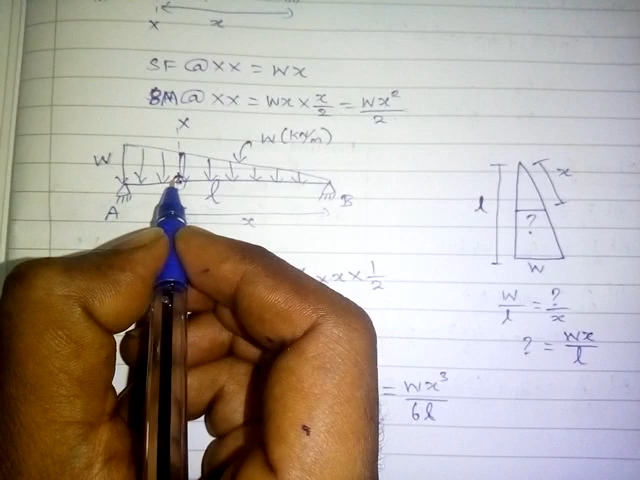 x x
SF@XX = wx
BM@XX = wx × x/2 = wx²/2
X
w w(kN/m)
A l B
x
x × 1/2
= wx³/6l
l x
?
w
w/l = ?/x
? = wx/l